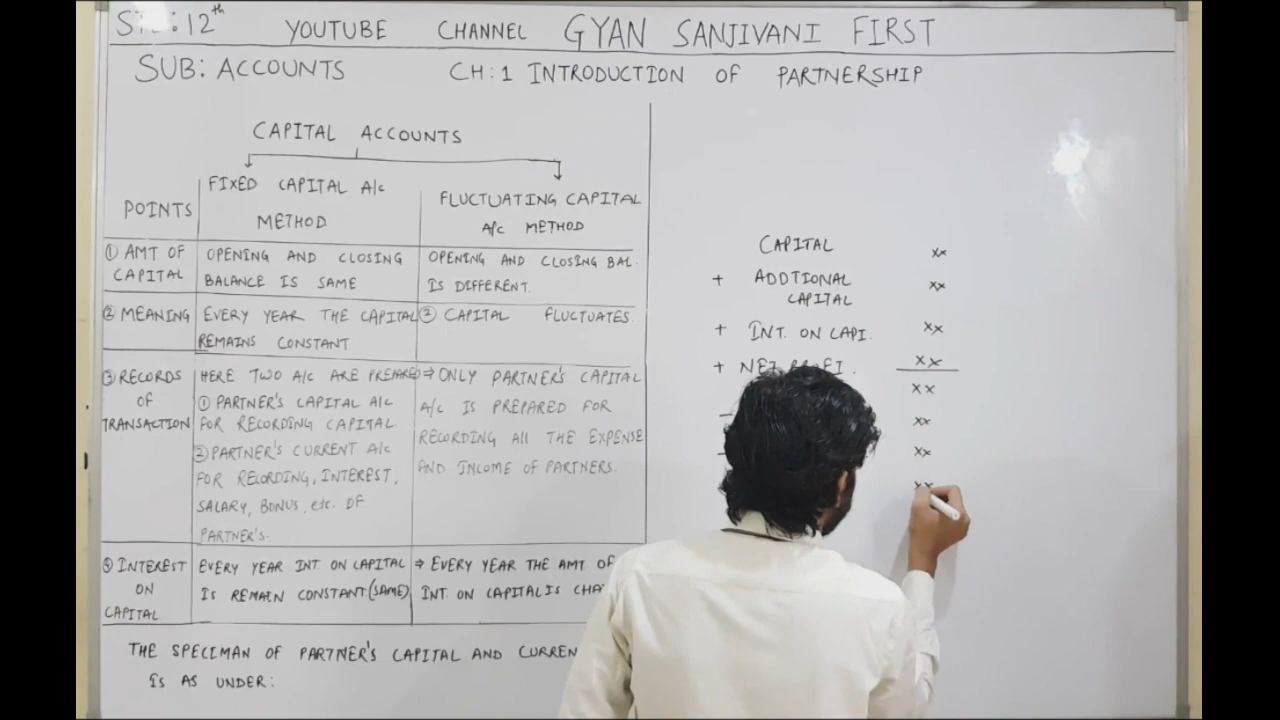 12th YOUTUBE CHANNEL GYAN SANJIVANI FIRST
SUB: ACCOUNTS CH: 1 INTRODUCTION OF PARTNERSHIP
CAPITAL ACCOUNTS
POINTS
FIXED CAPITAL A/c
METHOD
FLUCTUATING CAPITAL
A/c METHOD
① AMT OF
CAPITAL
OPENING AND CLOSING
BALANCE IS SAME
OPENING AND CLOSING BAL.
IS DIFFERENT.
② MEANING
EVERY YEAR THE CAPITAL
REMAINS CONSTANT
② CAPITAL FLUCTUATES.
③ RECORDS
OF
TRANSACTION
HERE TWO A/C ARE PREPARED
① PARTNER'S CAPITAL A/C
FOR RECORDING CAPITAL
② PARTNER'S CURRENT A/C
FOR RECORDING, INTEREST,
SALARY, BONUS, etc. OF
PARTNER'S.
⇒ ONLY PARTNER'S CAPITAL
A/C IS PREPARED FOR
RECORDING ALL THE EXPENSE
AND INCOME OF PARTNERS.
INTEREST
ON
CAPITAL
EVERY YEAR INT. ON CAPITAL
IS REMAIN CONSTANT.(SAME)
⇒ EVERY YEAR THE AMT OF
INT. ON CAPITAL IS
THE SPECIMAN OF PARTNER'S CAPITAL AND
IS AS UNDER:
CAPITAL xx
+ ADDTIONAL xx
CAPITAL
+ INT. ON CAPI. xx
+ xx
xx
xx
xx
xx